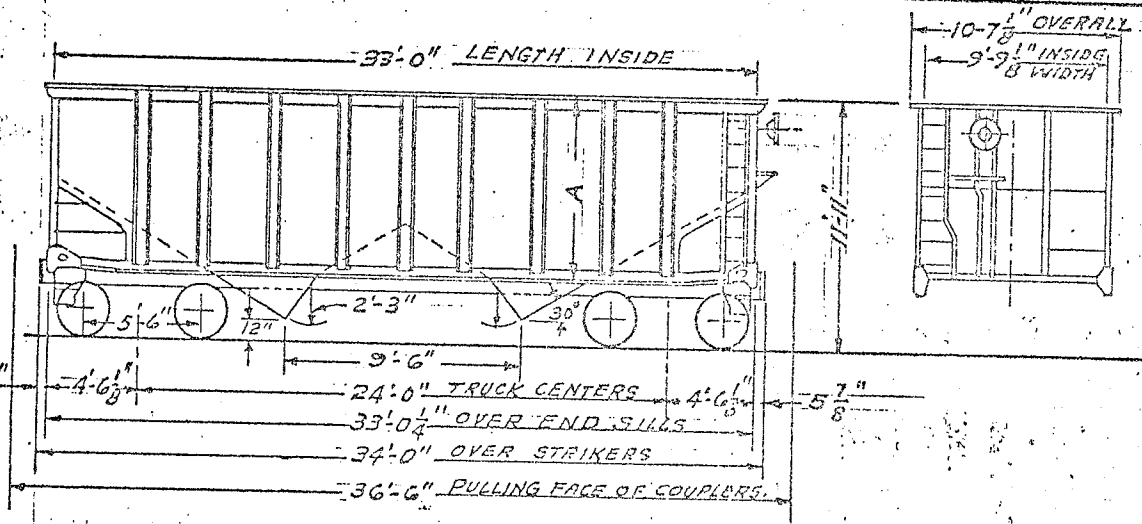 10-7 1/8" OVERALL
33'-0" LENGTH INSIDE
9'-9 1/8" INSIDE WIDTH
A
11'-11"
2'-3"
5'-6"
12"
30°
9'-6"
4'-6 1/8"
24'-0" TRUCK CENTERS
4'-6 1/8"
5 7/8"
33'-0 1/4" OVER END SILLS
34'-0" OVER STRIKERS
36'-6" PULLING FACE OF COUPLERS.